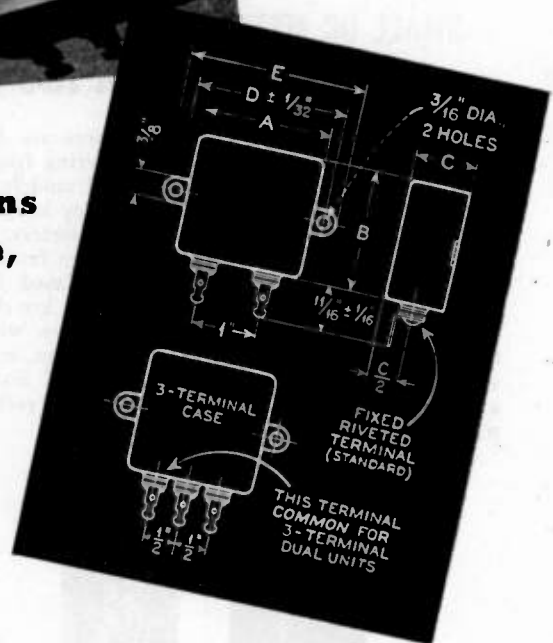 E
D ± 1/32"
A
3/8"
3/16" DIA.,
2 HOLES
C
B
11/16" ± 1/16"
1"
C/2
FIXED
RIVETED
TERMINAL
(STANDARD)
3-TERMINAL
CASE
THIS TERMINAL
COMMON FOR
3-TERMINAL
DUAL UNITS
1/2" 1/2"
ns
,